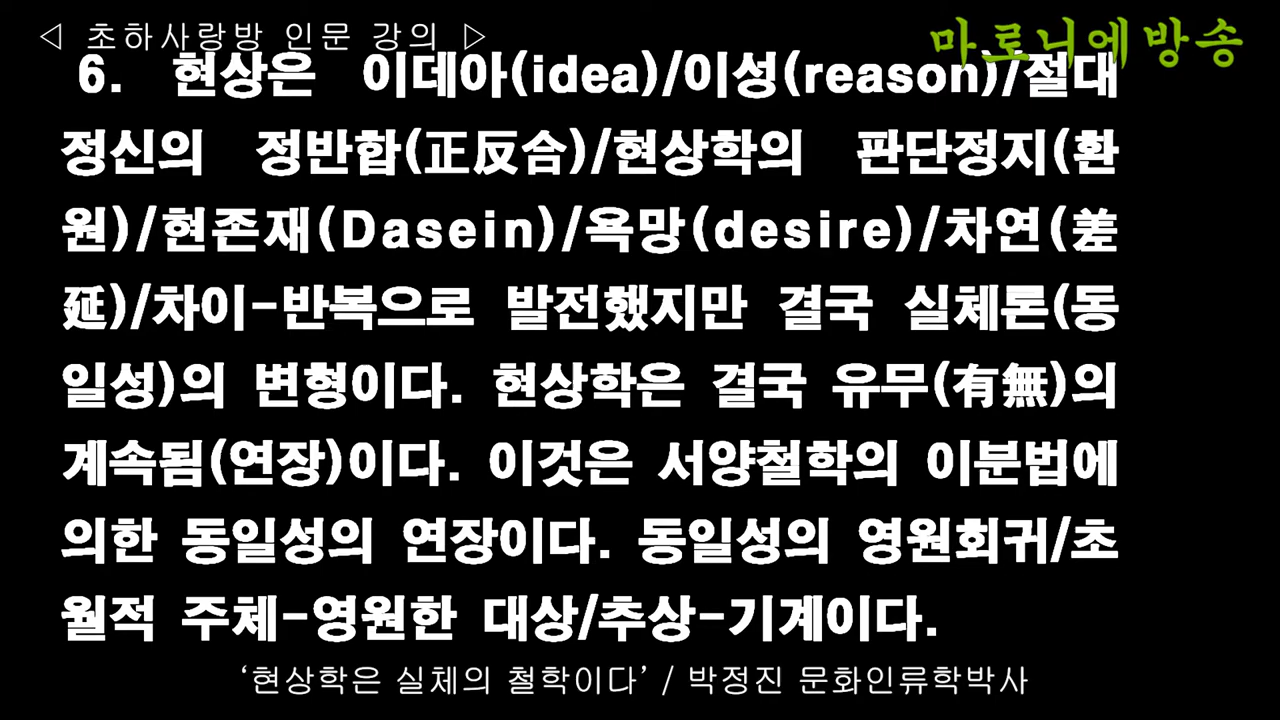 ◁ 초하사랑방 인문 강의 ▷
마로니에방송
6. 현상은 이데아(idea)/이성(reason)/절대
정신의 정반합(正反合)/현상학의 판단정지(환
원)/현존재(Dasein)/욕망(desire)/차연(差
延)/차이-반복으로 발전했지만 결국 실체론(동
일성)의 변형이다. 현상학은 결국 유무(有無)의
계속됨(연장)이다. 이것은 서양철학의 이분법에
의한 동일성의 연장이다. 동일성의 영원회귀/초
월적 주체-영원한 대상/추상-기계이다.
‘현상학은 실체의 철학이다’ / 박정진 문화인류학박사